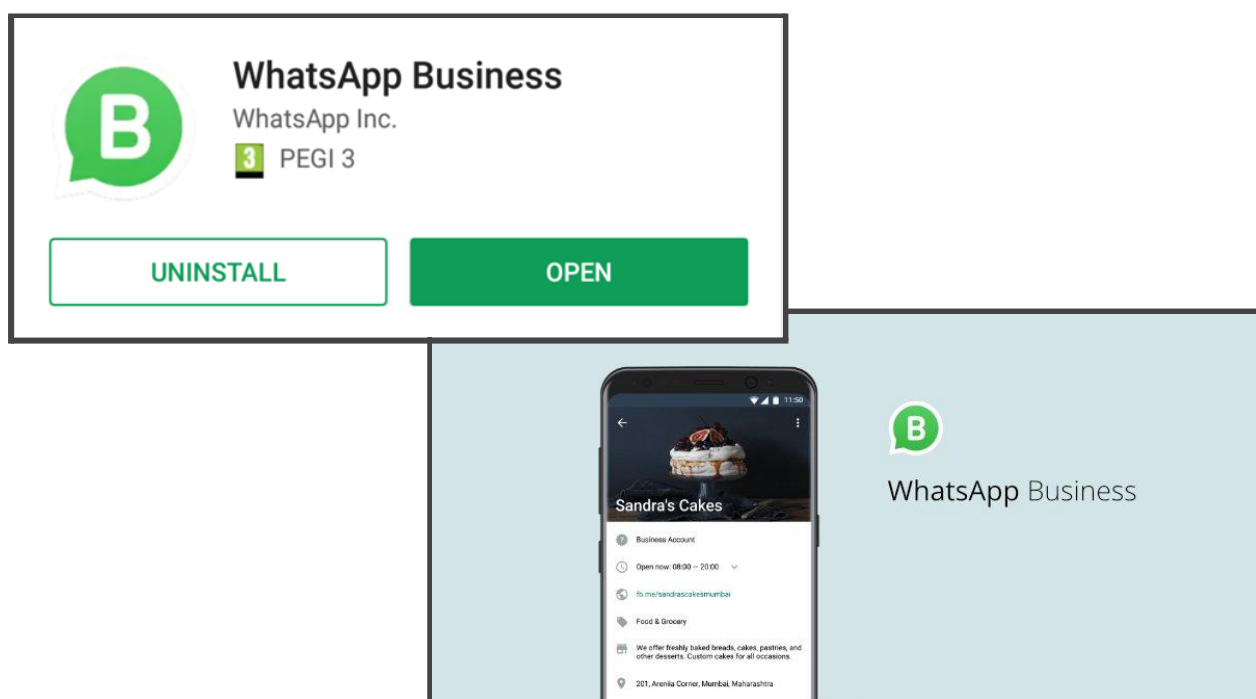 B
WhatsApp Business
WhatsApp Inc.
3 PEGI 3
UNINSTALL
OPEN
11:50
Sandra's Cakes
? Business Account
Open now: 08:00 – 20:00
fb.me/sandrascakesmumbai
Food & Grocery
We offer freshly baked breads, cakes, pastries, and
other desserts. Custom cakes for all occasions.
201, Arenila Corner, Mumbai, Maharashtra
B
WhatsApp Business